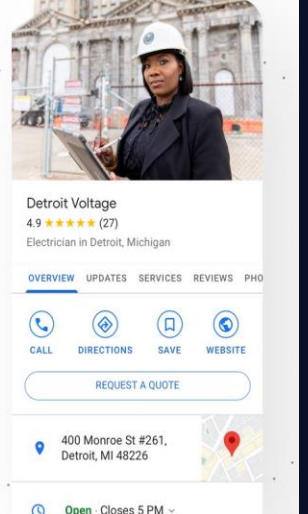 Detroit Voltage
4.9 ★★★★★ (27)
Electrician in Detroit, Michigan
OVERVIEW UPDATES SERVICES REVIEWS PHO
CALL DIRECTIONS SAVE WEBSITE
REQUEST A QUOTE
400 Monroe St #261,
Detroit, MI 48226
Open · Closes 5 PM